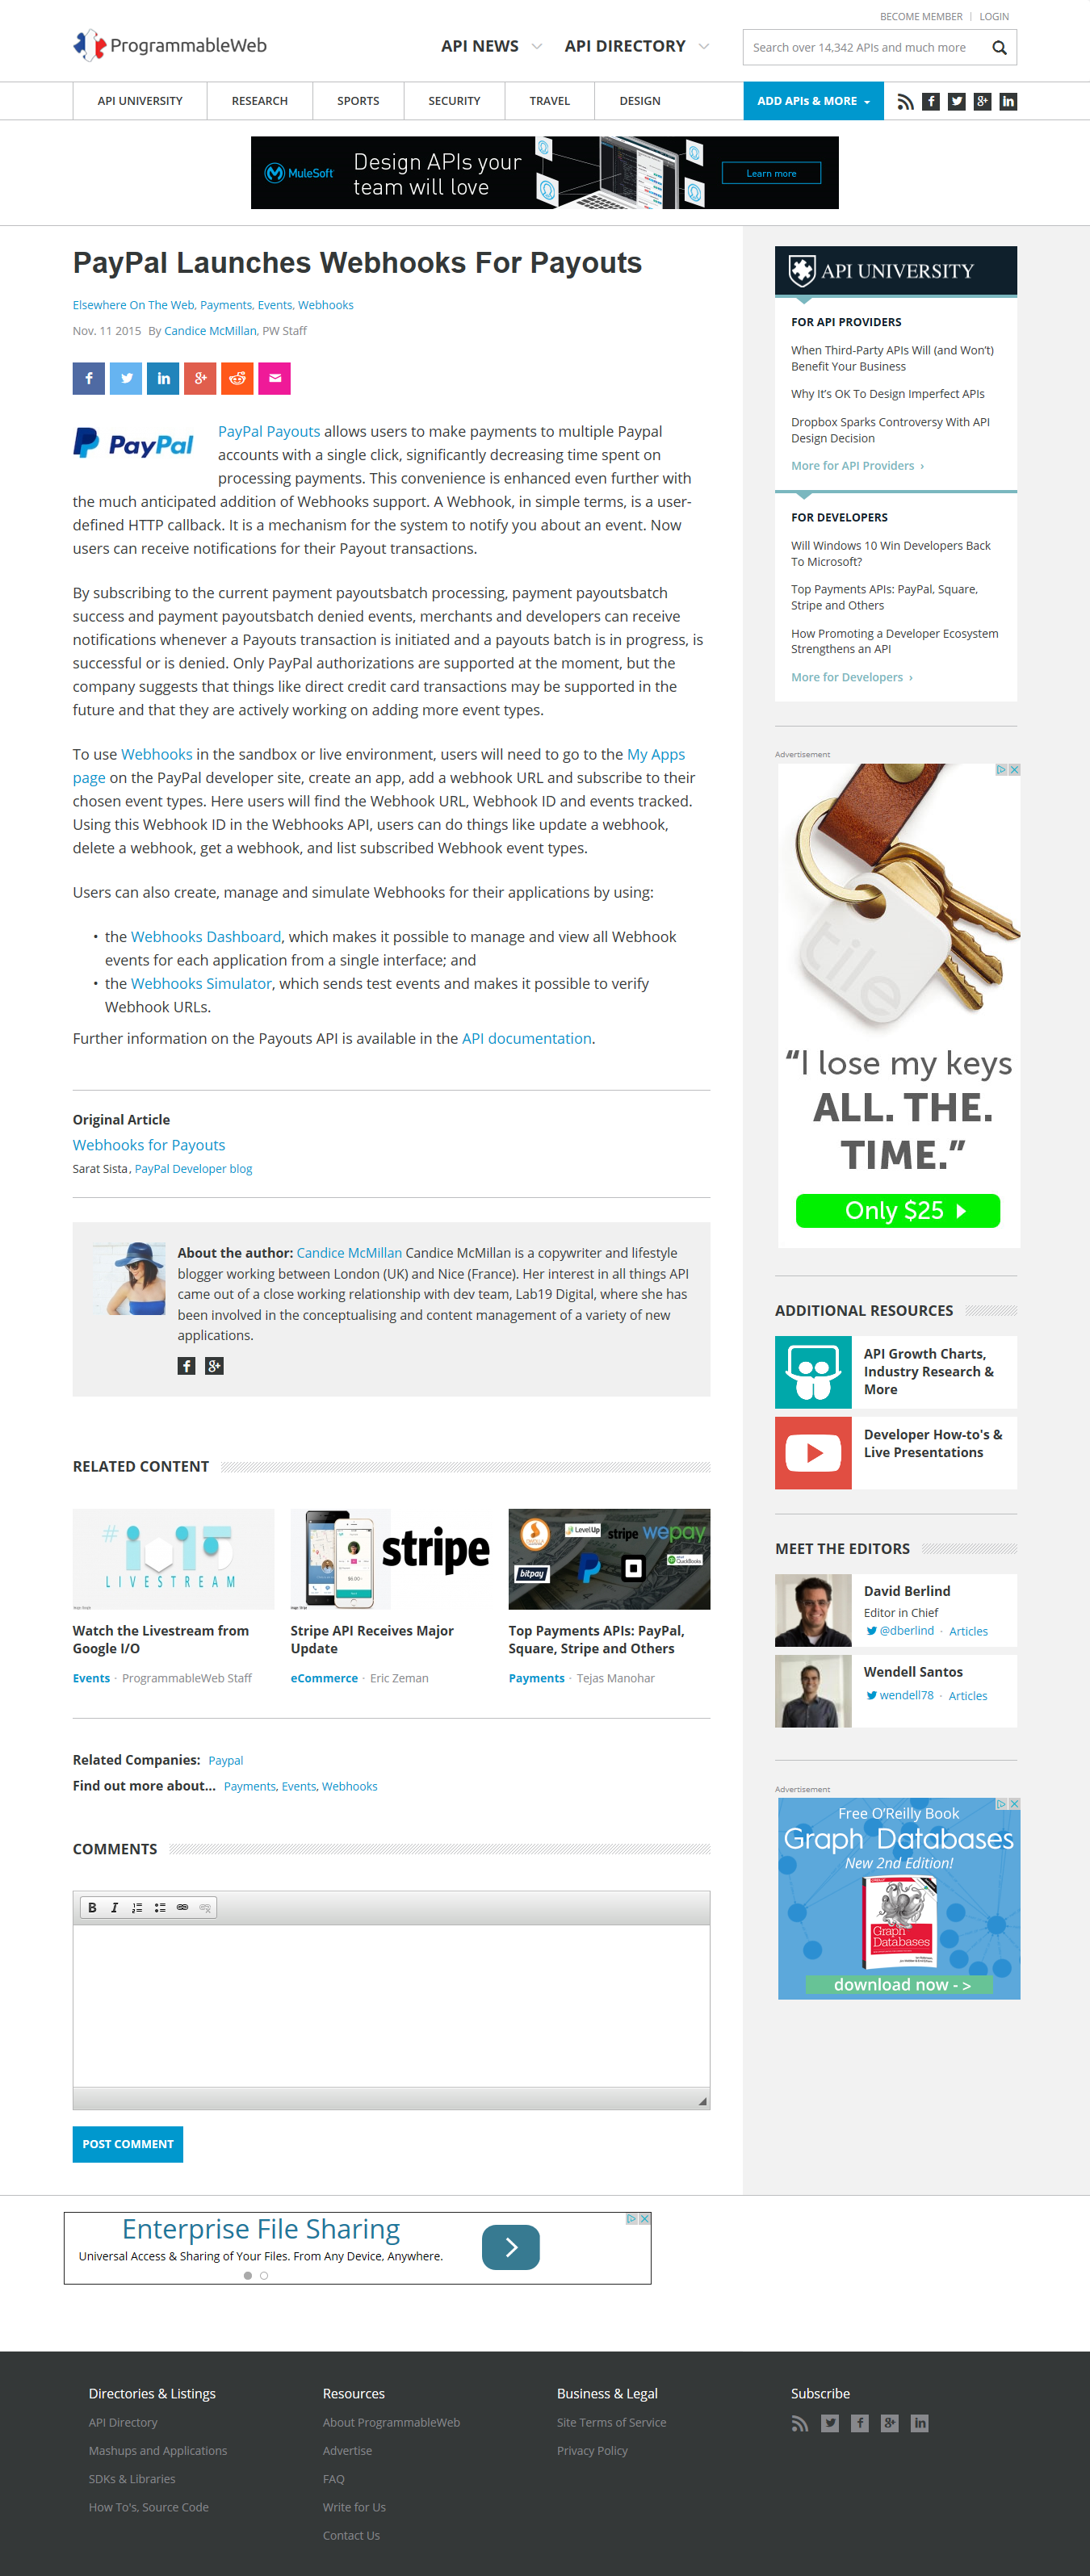 BECOME MEMBER | LOGIN
ProgrammableWeb
API NEWS
API DIRECTORY
Search over 14,342 APIs and much more
API UNIVERSITY
RESEARCH
SPORTS
SECURITY
TRAVEL
DESIGN
ADD APIs & MORE
MuleSoft
Design APIs your
team will love
Learn more
PayPal Launches Webhooks For Payouts
Elsewhere On The Web, Payments, Events, Webhooks
Nov. 11 2015 By Candice McMillan, PW Staff
PayPal
PayPal Payouts allows users to make payments to multiple Paypal
accounts with a single click, significantly decreasing time spent on
processing payments. This convenience is enhanced even further with
the much anticipated addition of Webhooks support. A Webhook, in simple terms, is a user-
defined HTTP callback. It is a mechanism for the system to notify you about an event. Now
users can receive notifications for their Payout transactions.
By subscribing to the current payment payoutsbatch processing, payment payoutsbatch
success and payment payoutsbatch denied events, merchants and developers can receive
notifications whenever a Payouts transaction is initiated and a payouts batch is in progress, is
successful or is denied. Only PayPal authorizations are supported at the moment, but the
company suggests that things like direct credit card transactions may be supported in the
future and that they are actively working on adding more event types.
To use Webhooks in the sandbox or live environment, users will need to go to the My Apps
page on the PayPal developer site, create an app, add a webhook URL and subscribe to their
chosen event types. Here users will find the Webhook URL, Webhook ID and events tracked.
Using this Webhook ID in the Webhooks API, users can do things like update a webhook,
delete a webhook, get a webhook, and list subscribed Webhook event types.
Users can also create, manage and simulate Webhooks for their applications by using:
• the Webhooks Dashboard, which makes it possible to manage and view all Webhook
events for each application from a single interface; and
• the Webhooks Simulator, which sends test events and makes it possible to verify
Webhook URLs.
Further information on the Payouts API is available in the API documentation.
Original Article
Webhooks for Payouts
Sarat Sista, PayPal Developer blog
About the author: Candice McMillan Candice McMillan is a copywriter and lifestyle
blogger working between London (UK) and Nice (France). Her interest in all things API
came out of a close working relationship with dev team, Lab19 Digital, where she has
been involved in the conceptualising and content management of a variety of new
applications.
RELATED CONTENT
#io15
LIVESTREAM
Watch the Livestream from
Google I/O
Events · ProgrammableWeb Staff
stripe
Stripe API Receives Major
Update
eCommerce · Eric Zeman
LevelUp
stripe
wepay
bitpay
QuickBooks
Top Payments APIs: PayPal,
Square, Stripe and Others
Payments · Tejas Manohar
Related Companies: Paypal
Find out more about... Payments, Events, Webhooks
COMMENTS
B I
POST COMMENT
API UNIVERSITY
FOR API PROVIDERS
When Third-Party APIs Will (and Won't)
Benefit Your Business
Why It's OK To Design Imperfect APIs
Dropbox Sparks Controversy With API
Design Decision
More for API Providers ›
FOR DEVELOPERS
Will Windows 10 Win Developers Back
To Microsoft?
Top Payments APIs: PayPal, Square,
Stripe and Others
How Promoting a Developer Ecosystem
Strengthens an API
More for Developers ›
Advertisement
tile
“I lose my keys
ALL. THE.
TIME.”
Only $25
ADDITIONAL RESOURCES
API Growth Charts,
Industry Research &
More
Developer How-to's &
Live Presentations
MEET THE EDITORS
David Berlind
Editor in Chief
@dberlind · Articles
Wendell Santos
wendell78 · Articles
Advertisement
Free O'Reilly Book
Graph Databases
New 2nd Edition!
Graph
Databases
download now - >
Enterprise File Sharing
Universal Access & Sharing of Your Files. From Any Device, Anywhere.
Directories & Listings
API Directory
Mashups and Applications
SDKs & Libraries
How To's, Source Code
Resources
About ProgrammableWeb
Advertise
FAQ
Write for Us
Contact Us
Business & Legal
Site Terms of Service
Privacy Policy
Subscribe